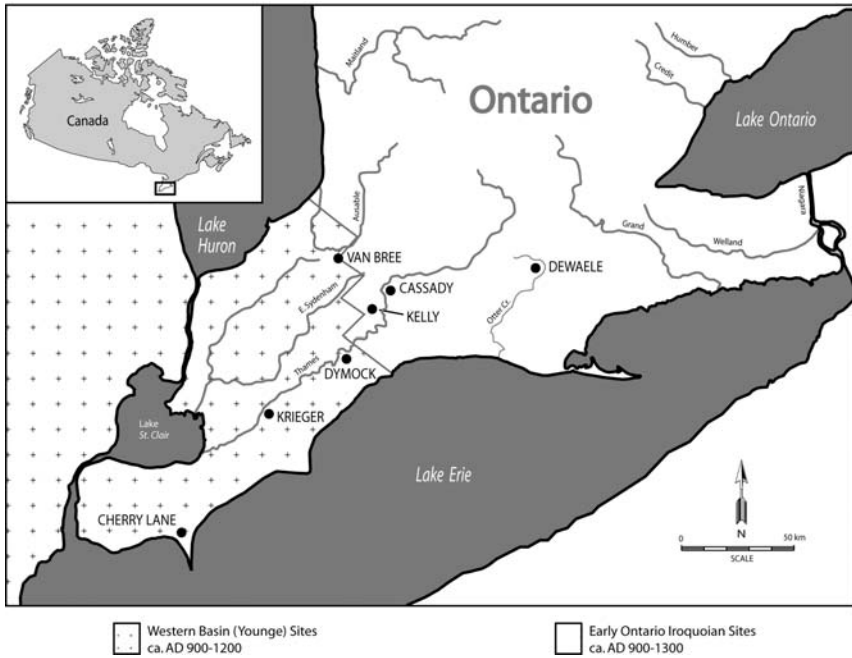 Canada
Maitland
Humber
Credit
Ontario
Lake Ontario
Lake
Huron
Ausable
Niagara
Grand
Welland
VAN BREE
DEWAELE
CASSADY
E. Sydenham
KELLY
Otter Cr.
Thames
DYMOCK
KRIEGER
Lake
St. Clair
Lake Erie
CHERRY LANE
N
0
50 km
SCALE
Western Basin (Younge) Sites
ca. AD 900-1200
Early Ontario Iroquoian Sites
ca. AD 900-1300